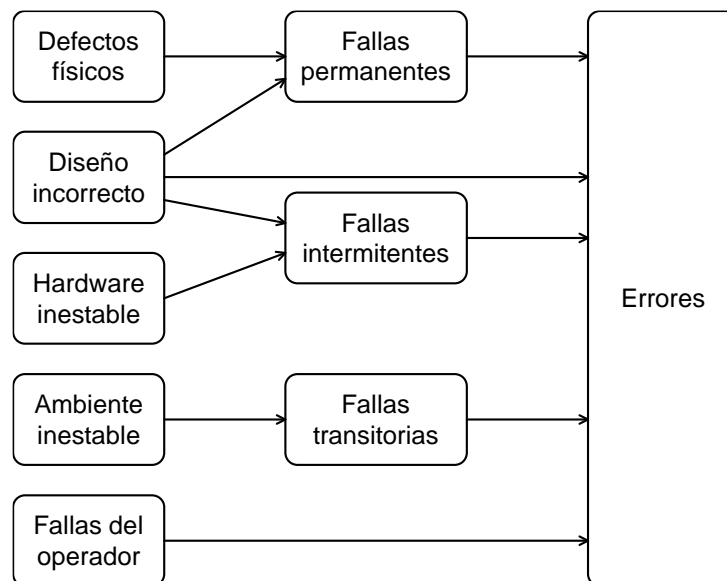 Defectos
físicos
Fallas
permanentes
Diseño
incorrecto
Fallas
intermitentes
Hardware
inestable
Errores
Ambiente
inestable
Fallas
transitorias
Fallas del
operador